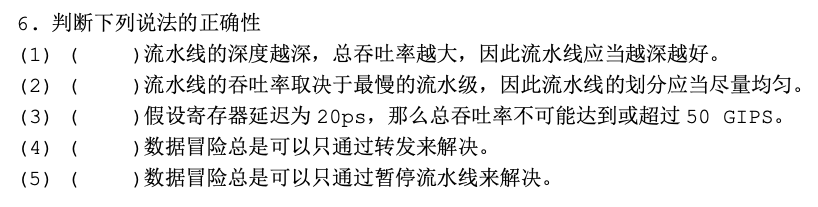 6. 判断下列说法的正确性
(1) (    )流水线的深度越深，总吞吐率越大，因此流水线应当越深越好。
(2) (    )流水线的吞吐率取决于最慢的流水级，因此流水线的划分应当尽量均匀。
(3) (    )假设寄存器延迟为 20ps，那么总吞吐率不可能达到或超过 50 GIPS。
(4) (    )数据冒险总是可以只通过转发来解决。
(5) (    )数据冒险总是可以只通过暂停流水线来解决。